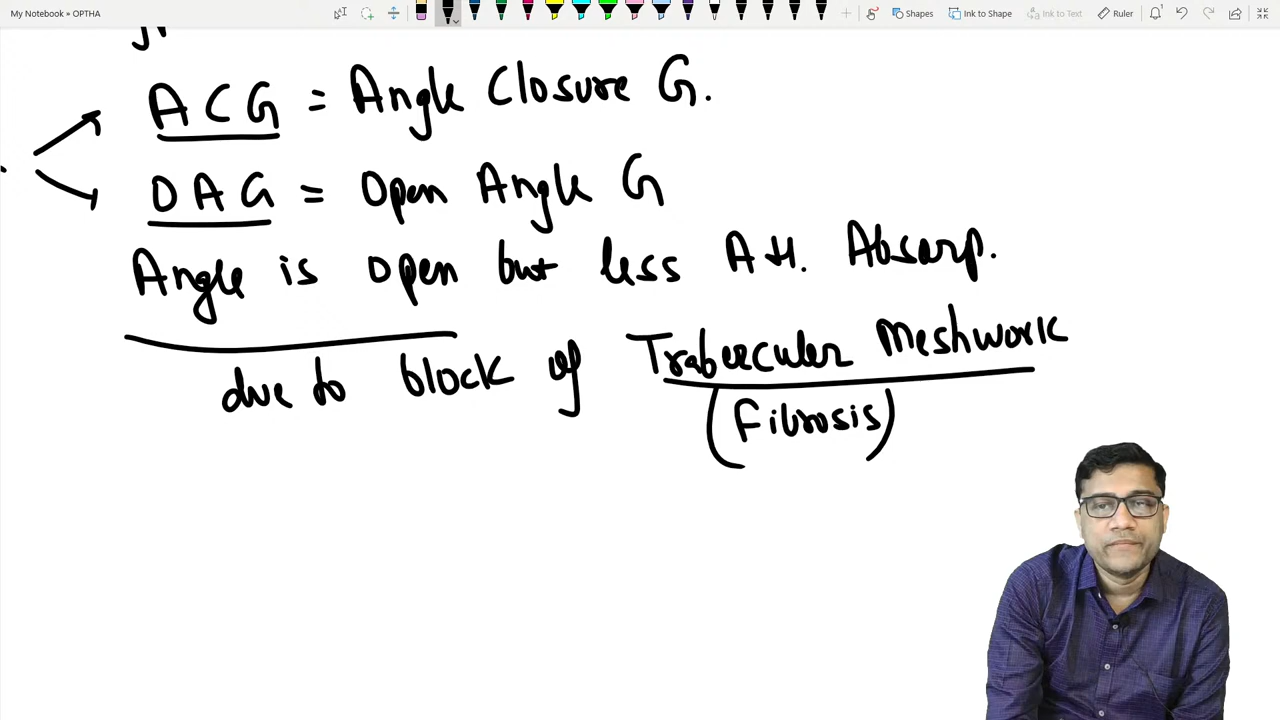 My Notebook » OPTHA
Shapes
Ink to Shape
Ink to Text
Ruler
ACG = Angle Closure G.
OAG = Open Angle G
Angle is open but less A.H. Absorp.
due to block of Trabecular Meshwork
(Fibrosis)